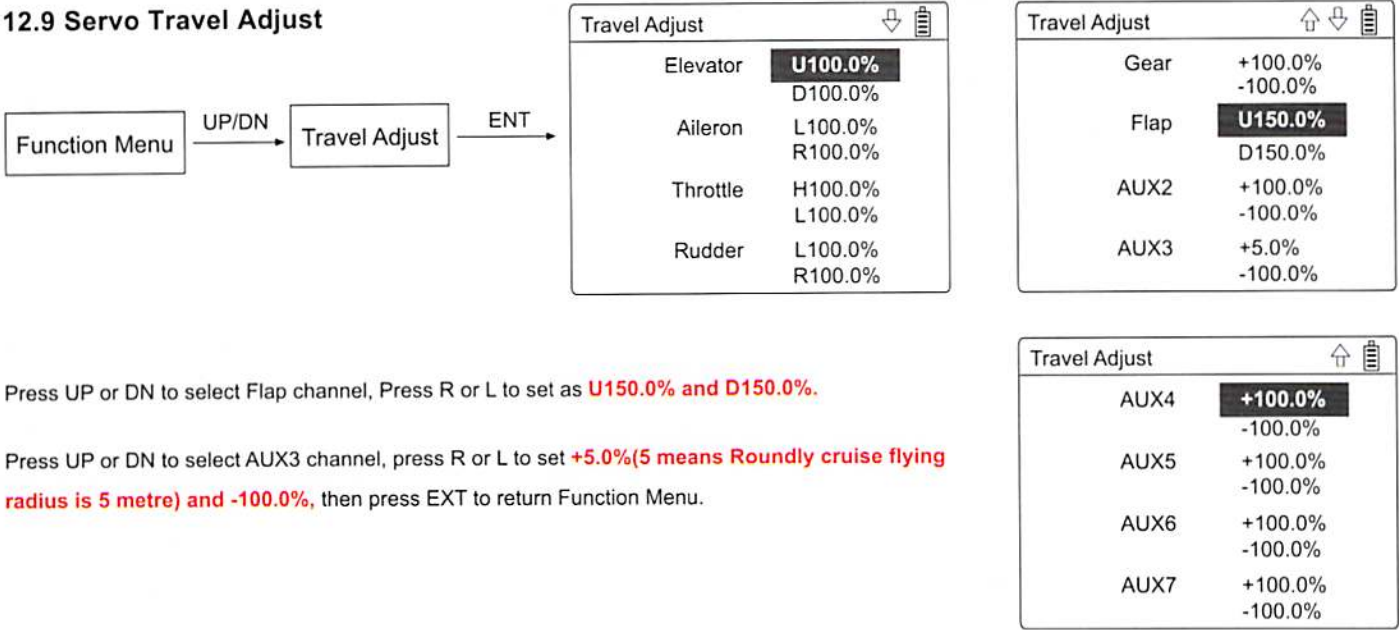 12.9 Servo Travel Adjust
Function Menu
UP/DN
Travel Adjust
ENT
Travel Adjust
Elevator U100.0%
D100.0%
Aileron L100.0%
R100.0%
Throttle H100.0%
L100.0%
Rudder L100.0%
R100.0%
Travel Adjust
Gear +100.0%
-100.0%
Flap U150.0%
D150.0%
AUX2 +100.0%
-100.0%
AUX3 +5.0%
-100.0%
Press UP or DN to select Flap channel, Press R or L to set as U150.0% and D150.0%.
Press UP or DN to select AUX3 channel, press R or L to set +5.0%(5 means Roundly cruise flying
radius is 5 metre) and -100.0%, then press EXT to return Function Menu.
Travel Adjust
AUX4 +100.0%
-100.0%
AUX5 +100.0%
-100.0%
AUX6 +100.0%
-100.0%
AUX7 +100.0%
-100.0%